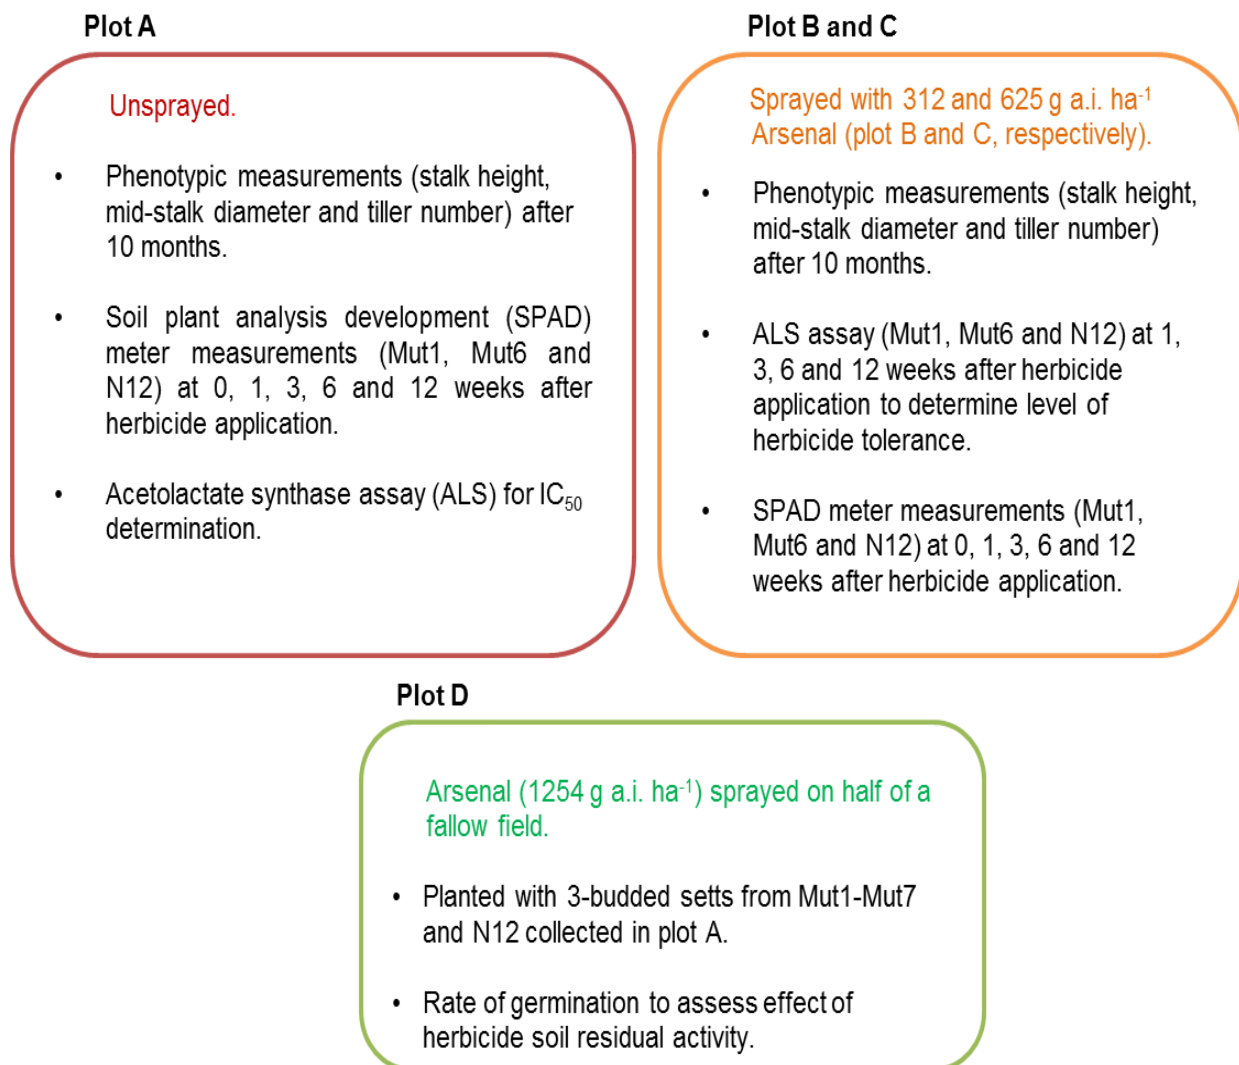 Plot A
Unsprayed.
• Phenotypic measurements (stalk height,
mid-stalk diameter and tiller number) after
10 months.
• Soil plant analysis development (SPAD)
meter measurements (Mut1, Mut6 and
N12) at 0, 1, 3, 6 and 12 weeks after
herbicide application.
• Acetolactate synthase assay (ALS) for IC₅₀
determination.
Plot B and C
Sprayed with 312 and 625 g a.i. ha⁻¹
Arsenal (plot B and C, respectively).
• Phenotypic measurements (stalk height,
mid-stalk diameter and tiller number)
after 10 months.
• ALS assay (Mut1, Mut6 and N12) at 1,
3, 6 and 12 weeks after herbicide
application to determine level of
herbicide tolerance.
• SPAD meter measurements (Mut1,
Mut6 and N12) at 0, 1, 3, 6 and 12
weeks after herbicide application.
Plot D
Arsenal (1254 g a.i. ha⁻¹) sprayed on half of a
fallow field.
• Planted with 3-budded setts from Mut1-Mut7
and N12 collected in plot A.
• Rate of germination to assess effect of
herbicide soil residual activity.